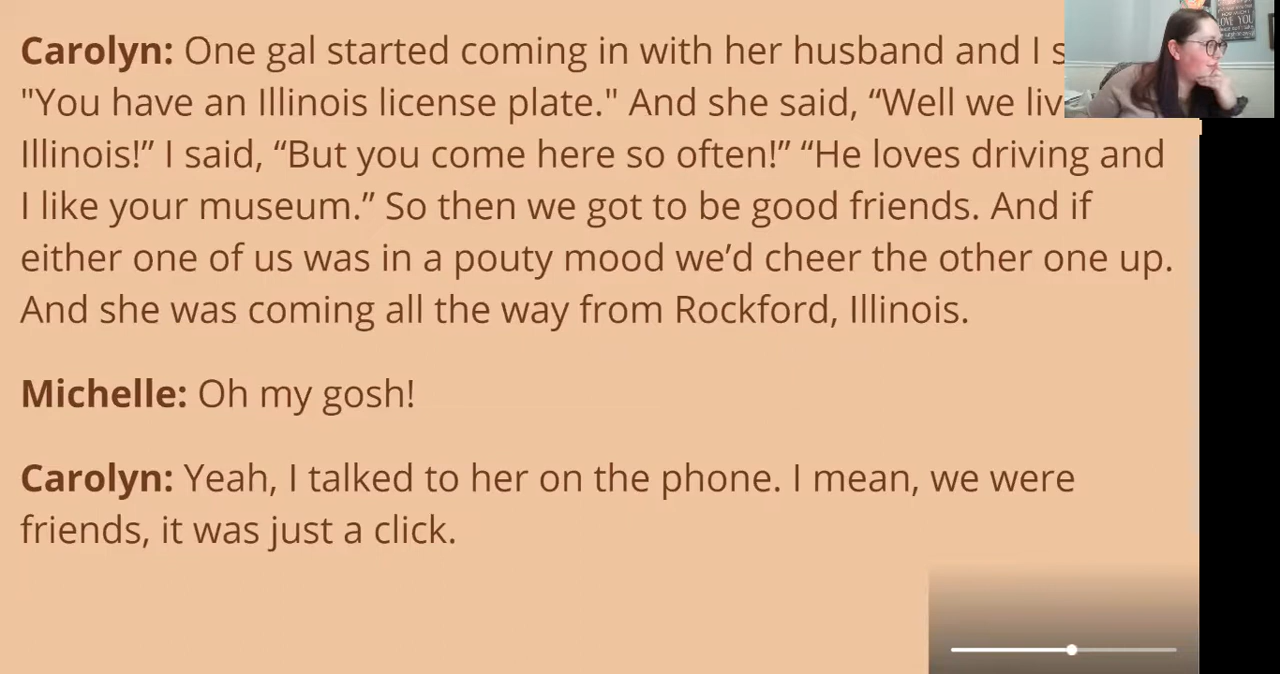 Carolyn: One gal started coming in with her husband and I
"You have an Illinois license plate." And she said, “Well we
Illinois!” I said, “But you come here so often!” “He loves driving and
I like your museum.” So then we got to be good friends. And if
either one of us was in a pouty mood we’d cheer the other one up.
And she was coming all the way from Rockford, Illinois.
Michelle: Oh my gosh!
Carolyn: Yeah, I talked to her on the phone. I mean, we were
friends, it was just a click.
LOVE YOU